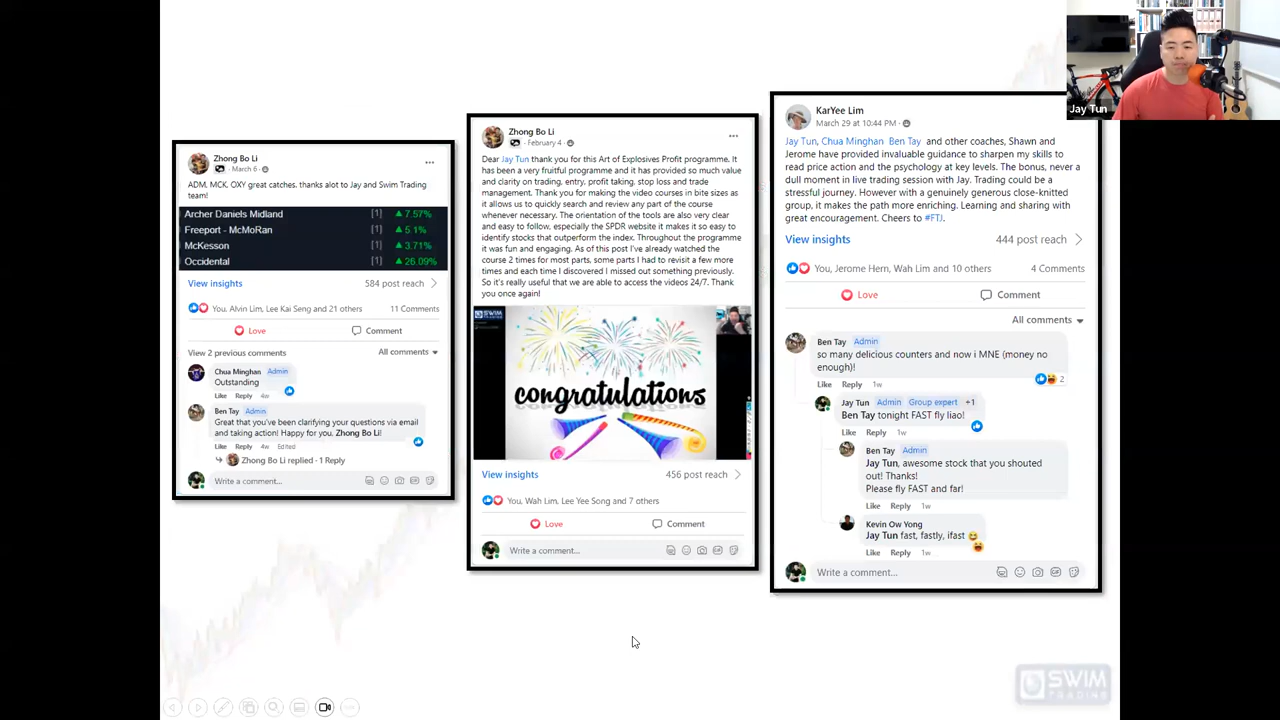 Zhong Bo Li
March 6
ADM, MCK, OXY great catches. thanks alot to Jay and Swim Trading
team!
Archer Daniels Midland [1] ▲ 7.57%
Freeport - McMoRan [1] ▲ 5.1%
McKesson [1] ▲ 3.71%
Occidental [1] ▲ 26.09%
View insights 584 post reach
You, Alvin Lim, Lee Kai Seng and 21 others 11 Comments
Love Comment
View 2 previous comments All comments
Chua Minghan Admin
Outstanding
Like Reply 4w
Ben Tay Admin
Great that you've been clarifying your questions via email
and taking action! Happy for you, Zhong Bo Li!
Like Reply 4w Edited
Zhong Bo Li replied · 1 Reply
Write a comment...
Zhong Bo Li
February 4
Dear Jay Tun thank you for this Art of Explosives Profit programme. It
has been a very fruitful programme and it has provided so much value
and clarity on trading, entry, profit taking, stop loss and trade
management. Thank you for making the video courses in bite sizes as
it allows us to quickly search and review any part of the course
whenever necessary. The orientation of the tools are also very clear
and easy to follow, especially the SPDR website it makes it so easy to
identify stocks that outperform the index. Throughout the programme
it was fun and engaging. As of this post I've already watched the
course 2 times for most parts, some parts I had to revisit a few more
times and each time I discovered I missed out something previously.
So it's really useful that we are able to access the videos 24/7. Thank
you once again!
SWIM
congratulations
View insights 456 post reach
You, Wah Lim, Lee Yee Song and 7 others
Love Comment
Write a comment...
KarYee Lim
March 29 at 10:44 PM
Jay Tun, Chua Minghan Ben Tay and other coaches, Shawn and
Jerome have provided invaluable guidance to sharpen my skills to
read price action and the psychology at key levels. The bonus, never a
dull moment in live trading session with Jay. Trading could be a
stressful journey. However with a genuinely generous close-knitted
group, it makes the path more enriching. Learning and sharing with
great encouragement. Cheers to #FTJ.
View insights 444 post reach
You, Jerome Hern, Wah Lim and 10 others 4 Comments
Love Comment
All comments
Ben Tay Admin
so many delicious counters and now i MNE (money no
enough)!
2
Like Reply 1w
Jay Tun Admin Group expert +1
Ben Tay tonight FAST fly liao!
Like Reply 1w
Ben Tay Admin
Jay Tun, awesome stock that you shouted
out! Thanks!
Please fly FAST and far!
Like Reply 1w
Kevin Ow Yong
Jay Tun fast, fastly, ifast
Like Reply 1w
Write a comment...
Jay Tun
SWIM
TRADING